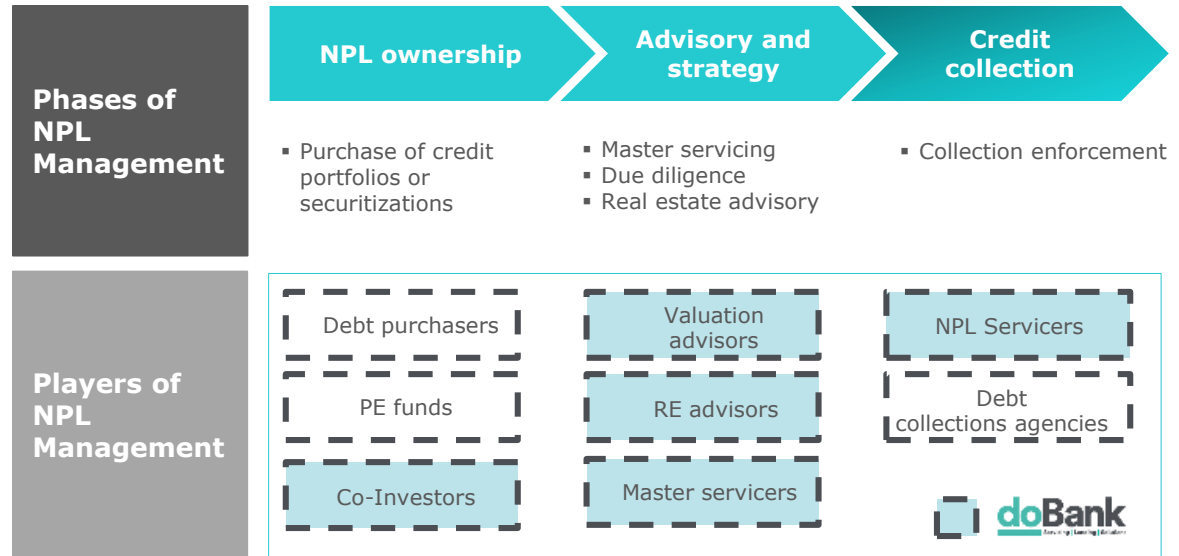 Phases of
NPL
Management
NPL ownership
Advisory and
strategy
Credit
collection
▪ Purchase of credit
portfolios or
securitizations
▪ Master servicing
▪ Due diligence
▪ Real estate advisory
▪ Collection enforcement
Players of
NPL
Management
Debt purchasers
PE funds
Co-Investors
Valuation
advisors
RE advisors
Master servicers
NPL Servicers
Debt
collections agencies
doBank